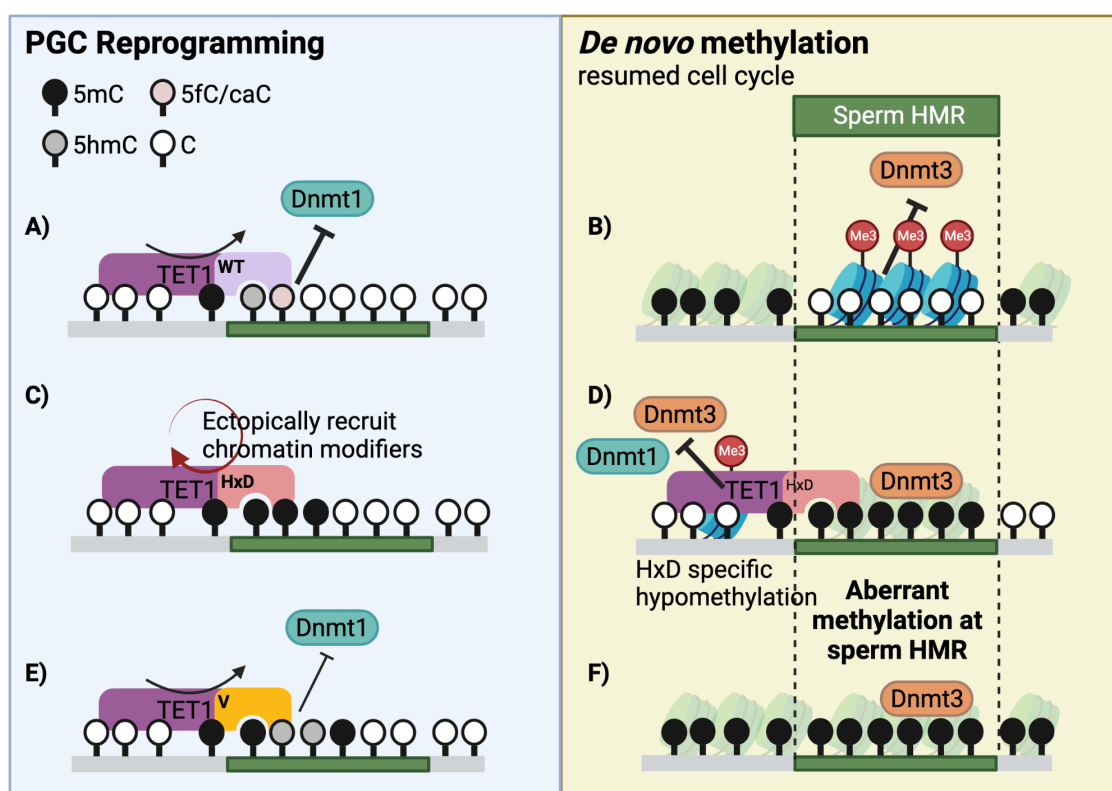 PGC Reprogramming
5mC
5fC/caC
5hmC
C
A)
Dnmt1
TET1
WT
C)
Ectopically recruit
chromatin modifiers
TET1
HxD
E)
Dnmt1
TET1
V
De novo methylation
resumed cell cycle
Sperm HMR
Dnmt3
B)
Me3
Me3
Me3
D)
Dnmt3
Dnmt1
Me3
TET1
HxD
Dnmt3
HxD specific
hypomethylation
Aberrant
methylation at
sperm HMR
F)
Dnmt3